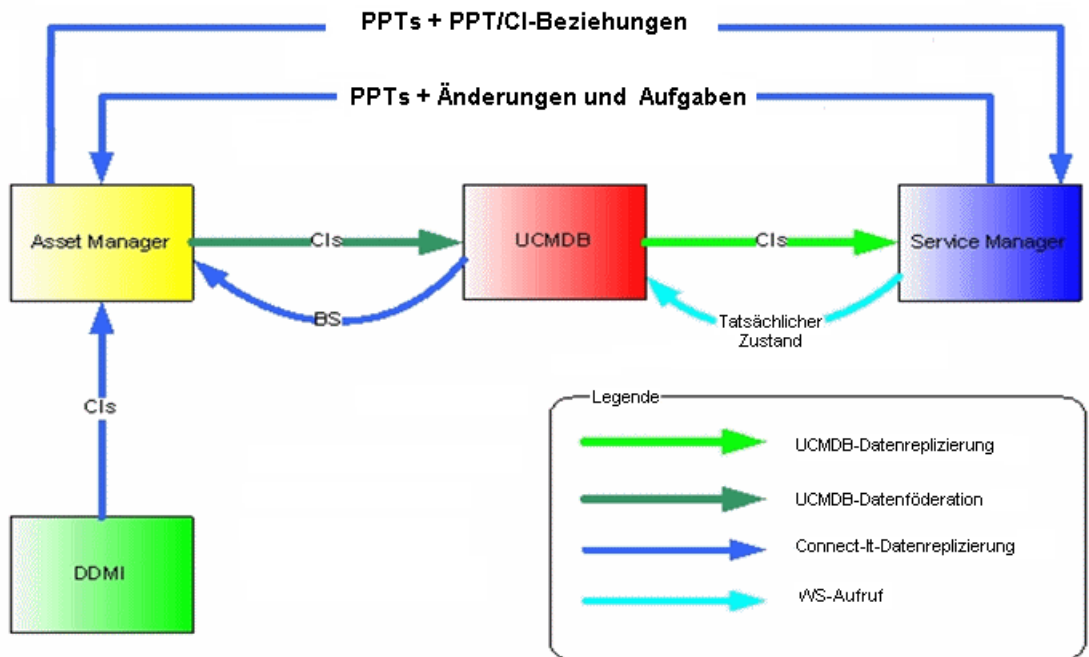 PPTs + PPT/CI-Beziehungen
PPTs + Änderungen und Aufgaben
Asset Manager
CIs
UCMDB
CIs
Service Manager
BS
Tatsächlicher
Zustand
CIs
DDMI
Legende
UCMDB-Datenreplizierung
UCMDB-Datenföderation
Connect-It-Datenreplizierung
WS-Aufruf